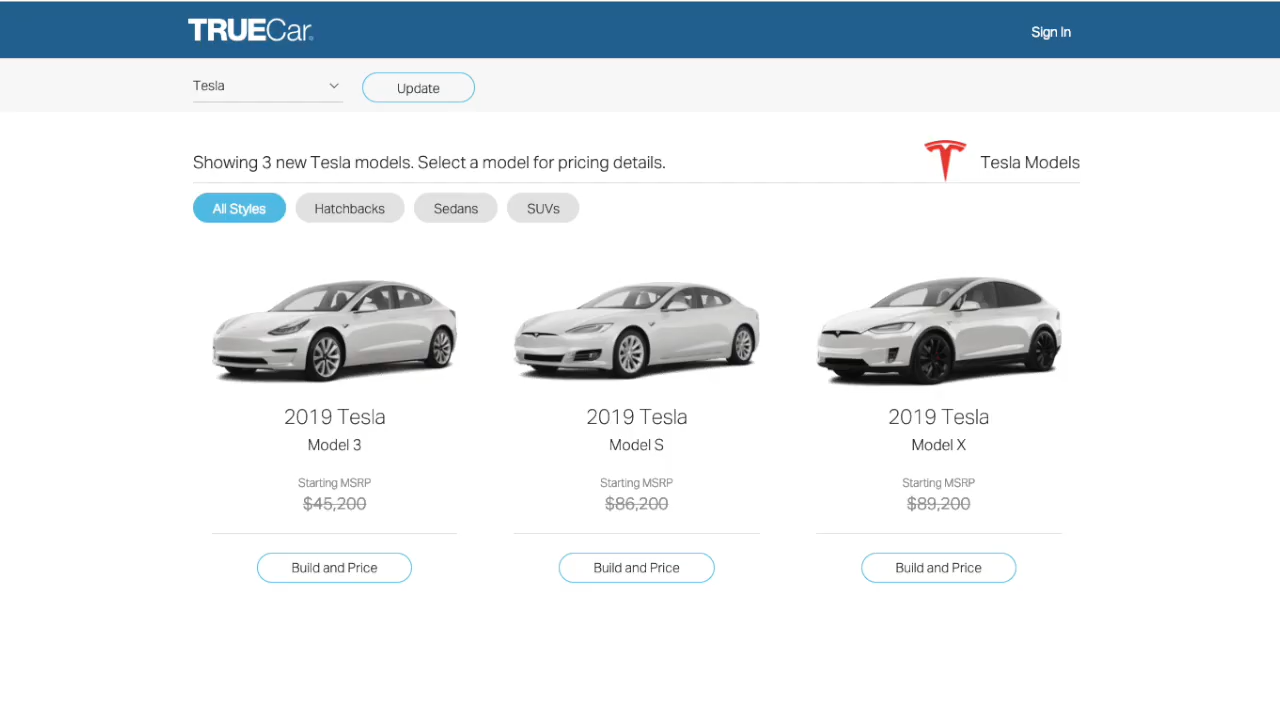 TRUECar.
Sign In
Tesla
Update
Showing 3 new Tesla models. Select a model for pricing details.
Tesla Models
All Styles
Hatchbacks
Sedans
SUVs
2019 Tesla
Model 3
Starting MSRP
$45,200
Build and Price
2019 Tesla
Model S
Starting MSRP
$86,200
Build and Price
2019 Tesla
Model X
Starting MSRP
$89,200
Build and Price